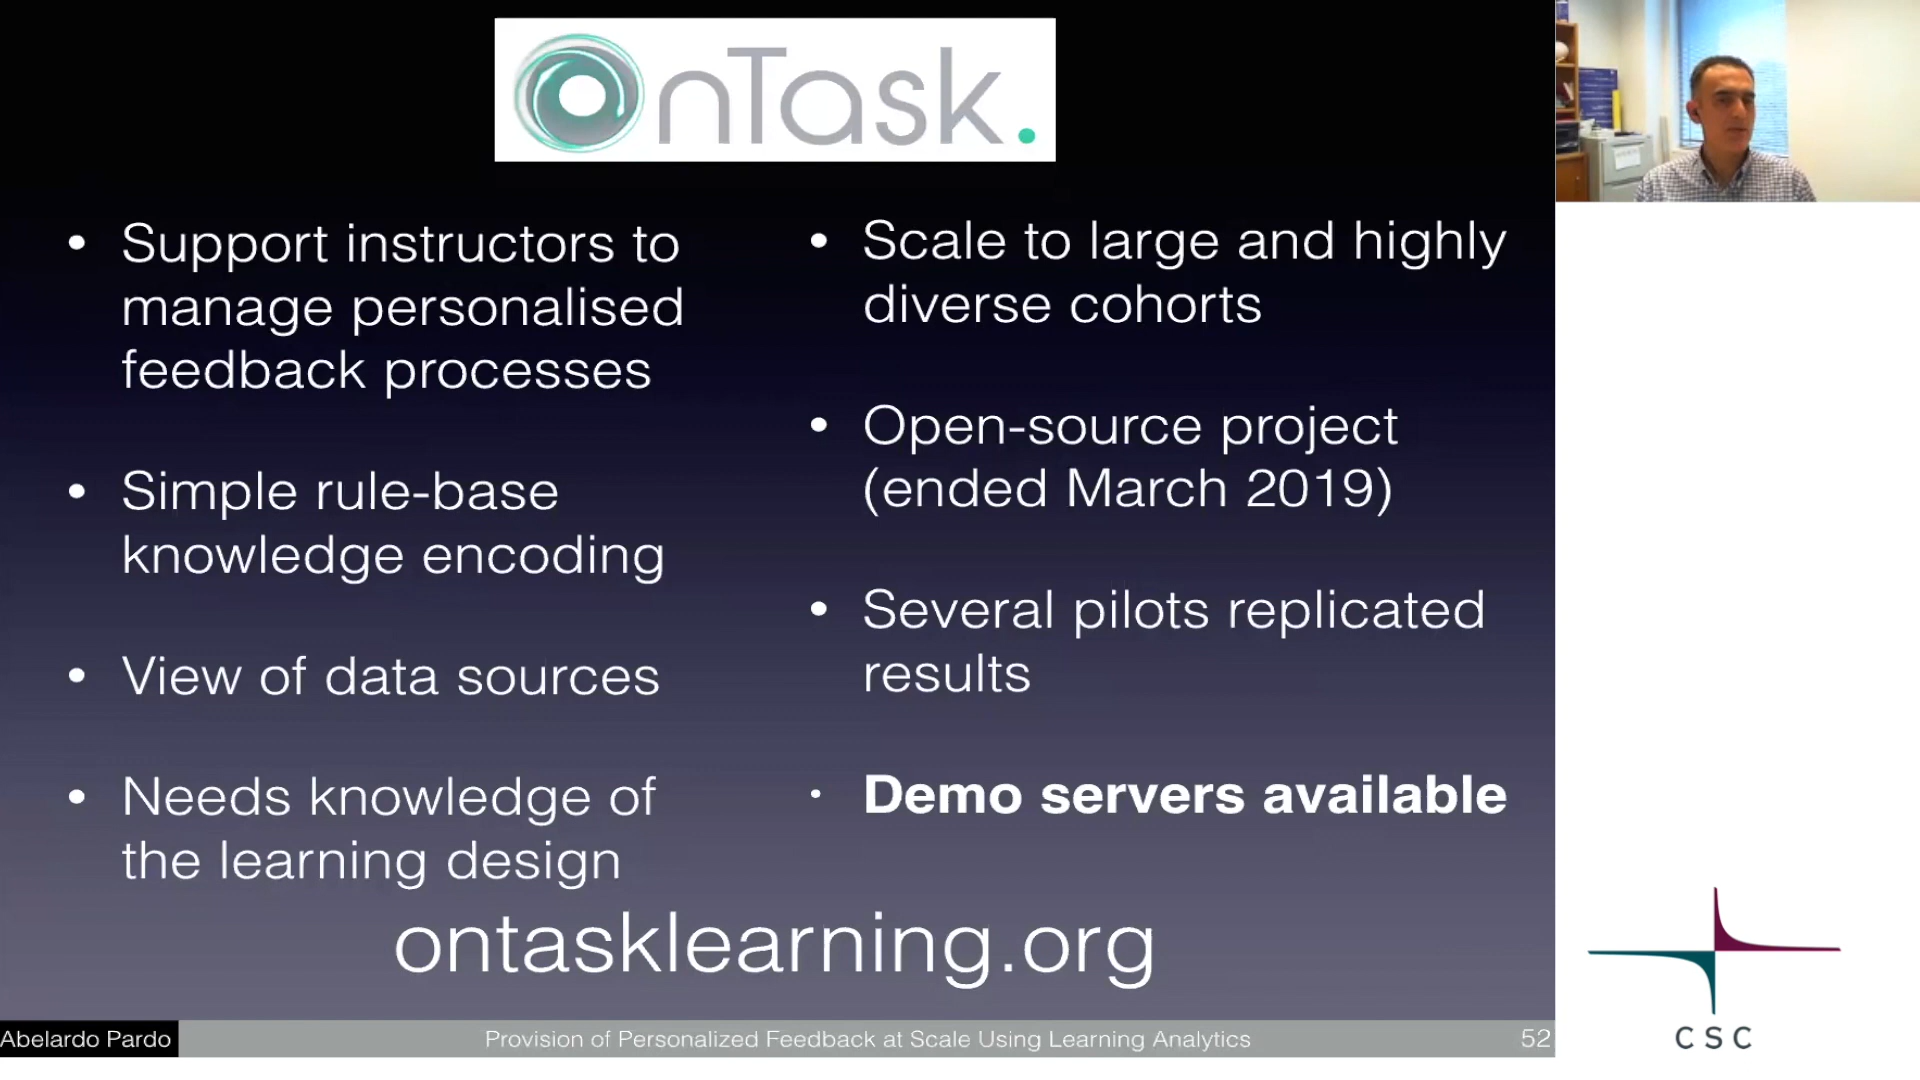 OnTask.
• Support instructors to
manage personalised
feedback processes
• Simple rule-base
knowledge encoding
• View of data sources
• Needs knowledge of
the learning design
• Scale to large and highly
diverse cohorts
• Open-source project
(ended March 2019)
• Several pilots replicated
results
• Demo servers available
ontasklearning.org
Abelardo Pardo
Provision of Personalized Feedback at Scale Using Learning Analytics
52
CSC